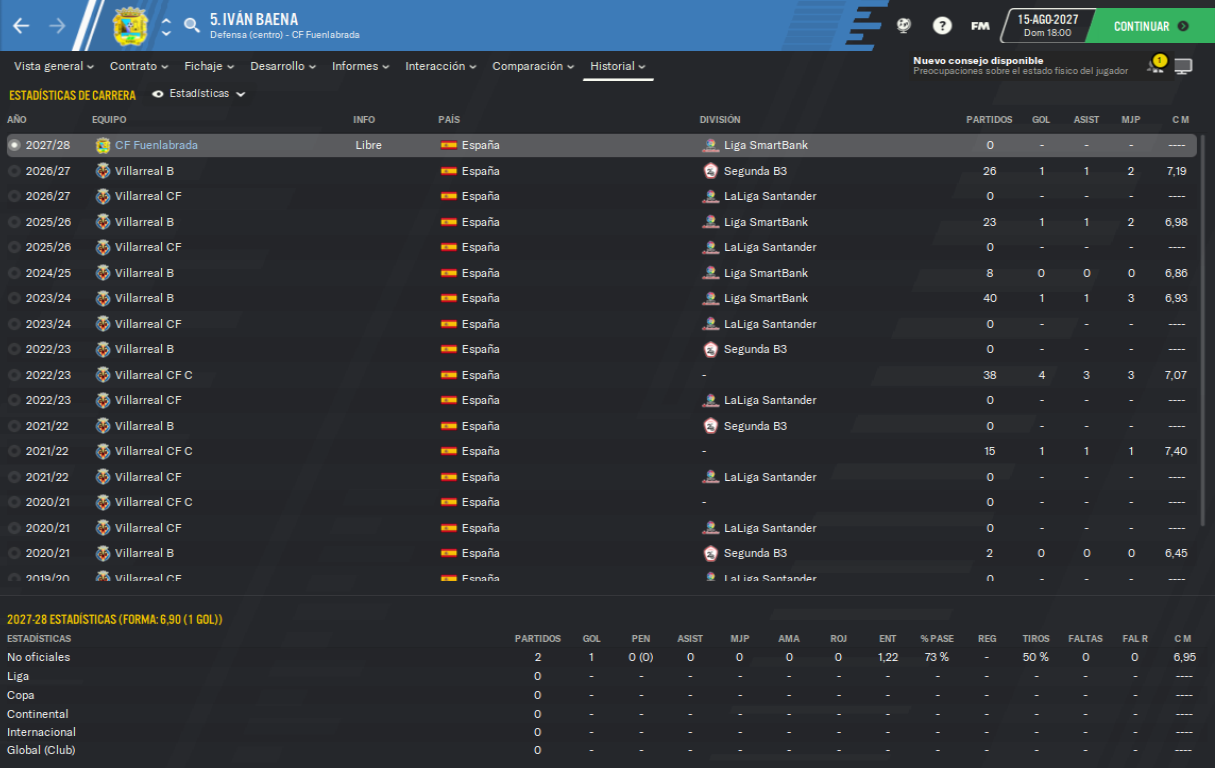 5. IVÁN BAENA
Defensa (centro) - CF Fuenlabrada
? FM 15-AGO-2027 CONTINUAR
Dom 18:00
Vista general Contrato Fichaje Desarrollo Informes Interacción Comparación Historial
Nuevo consejo disponible 1
Preocupaciones sobre el estado físico del jugador
ESTADÍSTICAS DE CARRERA Estadísticas
AÑO EQUIPO INFO PAÍS DIVISIÓN PARTIDOS GOL ASIST MJP C M
2027/28 CF Fuenlabrada Libre España Liga SmartBank 0 - - - ----
2026/27 Villarreal B España Segunda B3 26 1 1 2 7,19
2026/27 Villarreal CF España LaLiga Santander 0 - - - ----
2025/26 Villarreal B España Liga SmartBank 23 1 1 2 6,98
2025/26 Villarreal CF España LaLiga Santander 0 - - - ----
2024/25 Villarreal B España Liga SmartBank 8 0 0 0 6,86
2023/24 Villarreal B España Liga SmartBank 40 1 1 3 6,93
2023/24 Villarreal CF España LaLiga Santander 0 - - - ----
2022/23 Villarreal B España Segunda B3 0 - - - ----
2022/23 Villarreal CF C España - 38 4 3 3 7,07
2022/23 Villarreal CF España LaLiga Santander 0 - - - ----
2021/22 Villarreal B España Segunda B3 0 - - - ----
2021/22 Villarreal CF C España - 15 1 1 1 7,40
2021/22 Villarreal CF España LaLiga Santander 0 - - - ----
2020/21 Villarreal CF C España - 0 - - - ----
2020/21 Villarreal CF España LaLiga Santander 0 - - - ----
2020/21 Villarreal B España Segunda B3 2 0 0 0 6,45
2019/20 Villarreal CF España LaLiga Santander 0 - - - ----
2027-28 ESTADÍSTICAS (FORMA: 6,90 (1 GOL))
ESTADÍSTICAS PARTIDOS GOL PEN ASIST MJP AMA ROJ ENT % PASE REG TIROS FALTAS FAL R C M
No oficiales 2 1 0 (0) 0 0 0 0 1,22 73 % - 50 % 0 0 6,95
Liga 0 - - - - - - - - - - - - ----
Copa 0 - - - - - - - - - - - - ----
Continental 0 - - - - - - - - - - - - ----
Internacional 0 - - - - - - - - - - - - ----
Global (Club) 0 - - - - - - - - - - - - ----